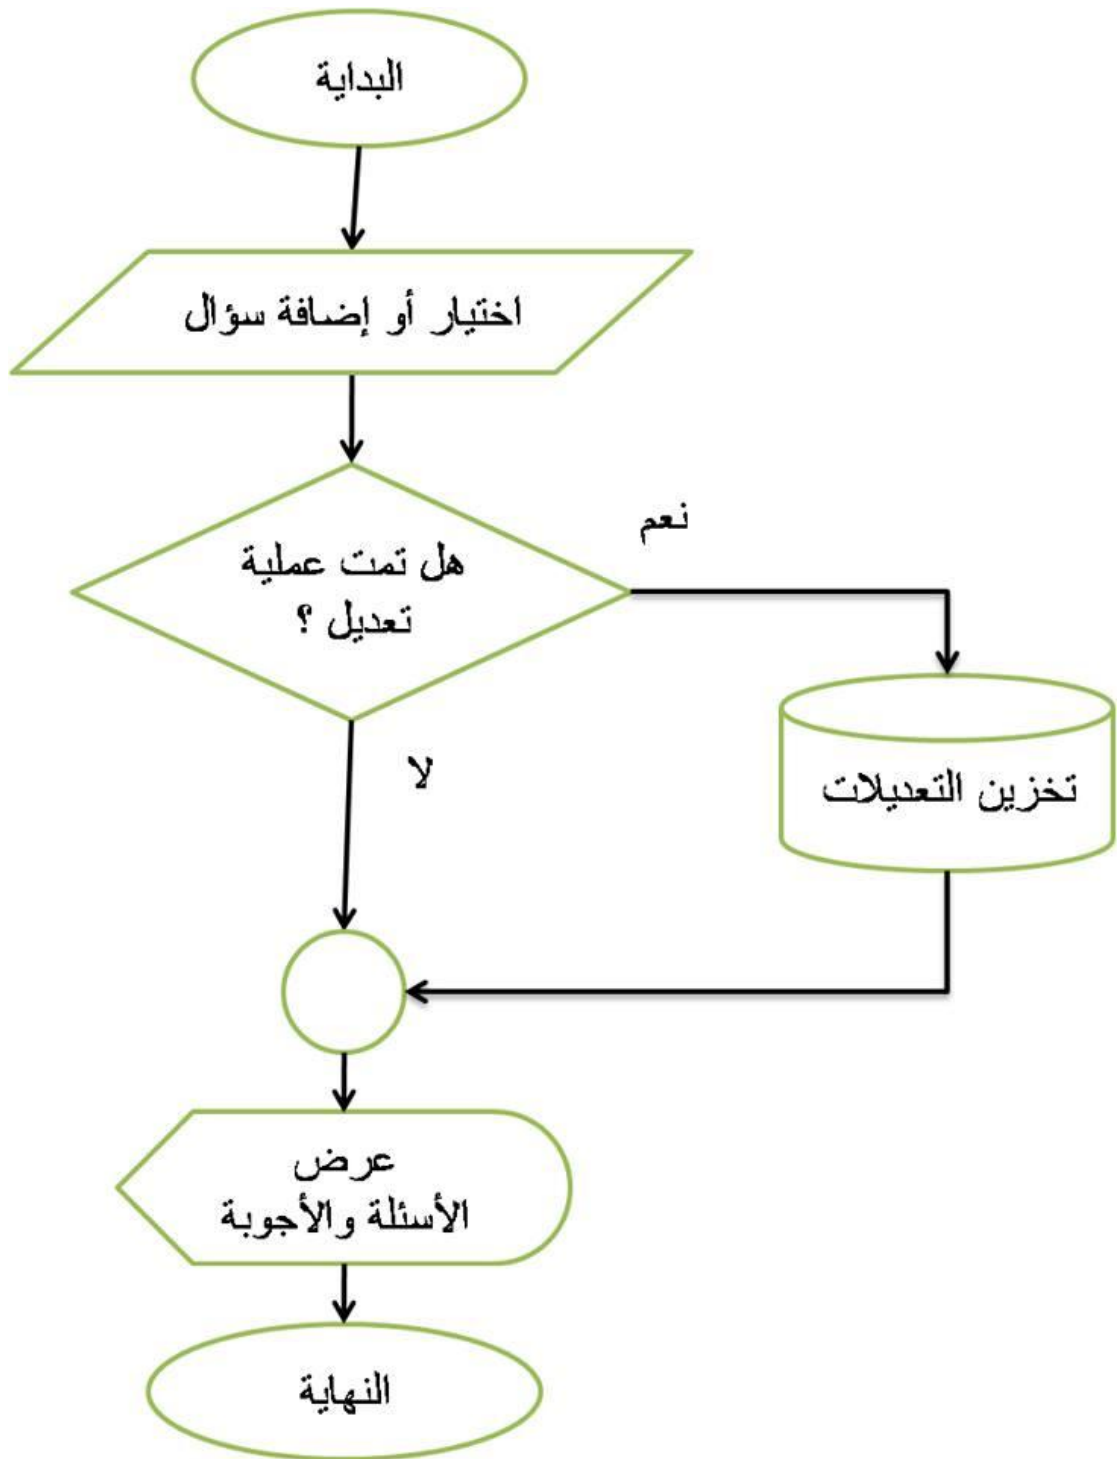 البداية
اختيار أو إضافة سؤال
هل تمت عملية
تعديل ؟
نعم
لا
تخزين التعديلات
عرض
الأسئلة والأجوبة
النهاية